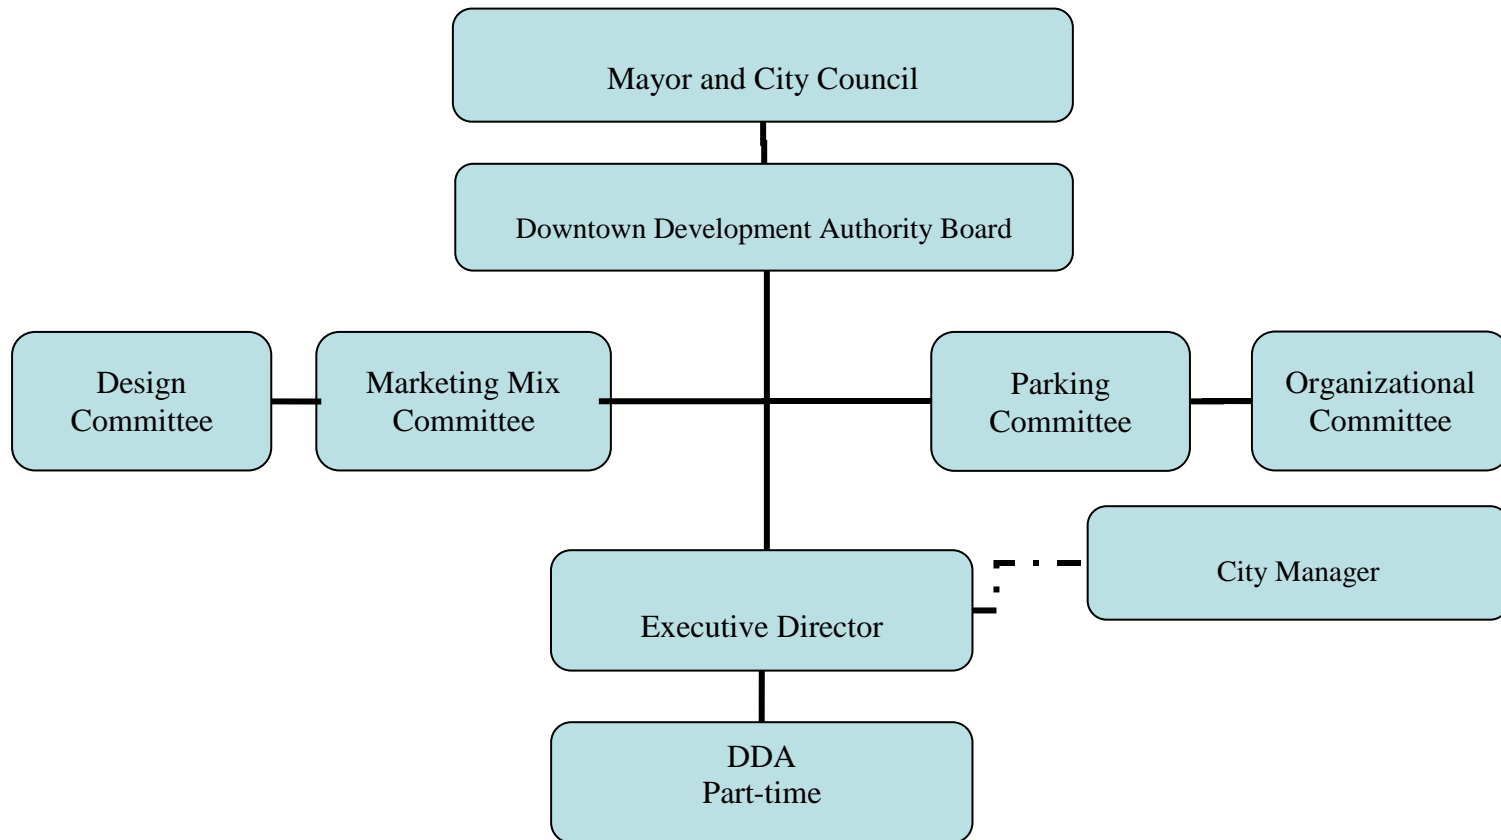 Mayor and City Council
Downtown Development Authority Board
Design
Committee
Marketing Mix
Committee
Parking
Committee
Organizational
Committee
City Manager
Executive Director
DDA
Part-time